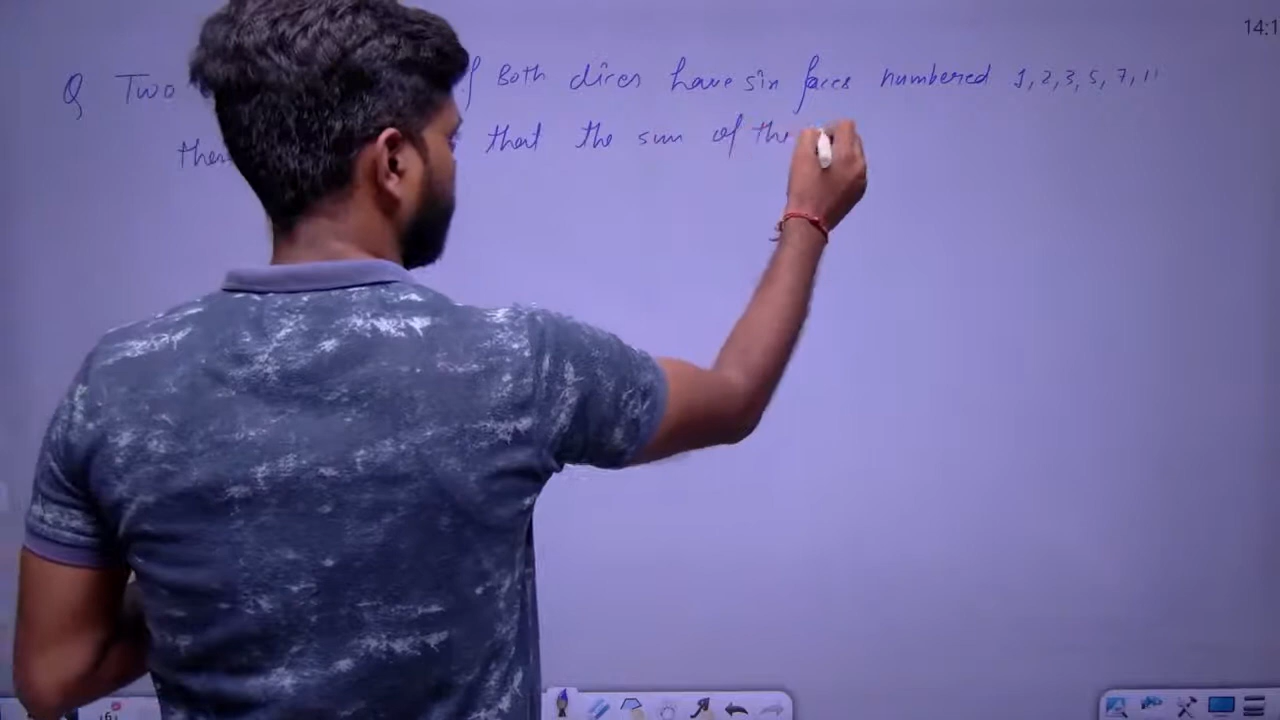 14:1
Q Two f Both dices have six faces numbered 1, 2, 3, 5, 7, 11
then that the sum of the